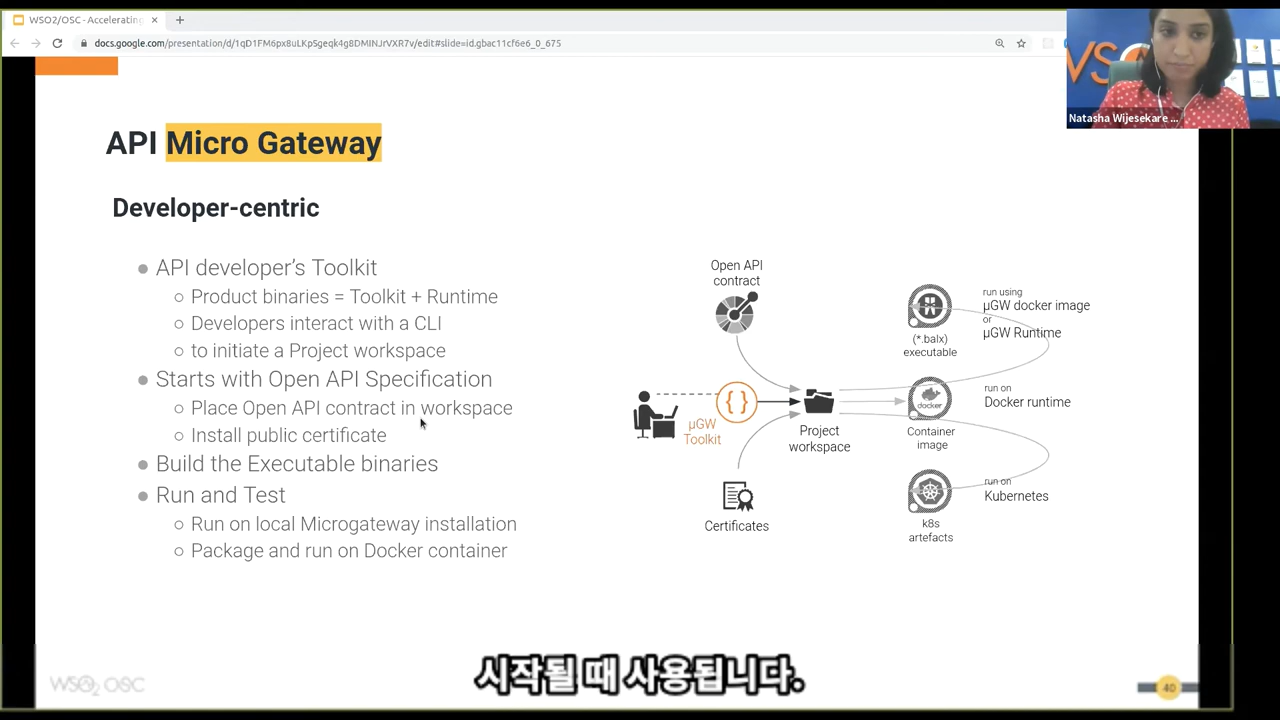 WSO2/OSC - Accelerating
docs.google.com/presentation/d/1qD1FM6px8uLKpSgeqk4g8DMINJrVXR7v/edit#slide=id.gbac11cf6e6_0_675
Natasha Wijesekare ...
API Micro Gateway
Developer-centric
● API developer's Toolkit
○ Product binaries = Toolkit + Runtime
○ Developers interact with a CLI
○ to initiate a Project workspace
● Starts with Open API Specification
○ Place Open API contract in workspace
○ Install public certificate
● Build the Executable binaries
● Run and Test
○ Run on local Microgateway installation
○ Package and run on Docker container
Open API
contract
{ }
µGW
Toolkit
Project
workspace
Certificates
(*.balx)
executable
run using
µGW docker image
or
µGW Runtime
docker
Container
image
run on
Docker runtime
k8s
artefacts
run on
Kubernetes
시작될 때 사용됩니다.
WSO2 OSC
40